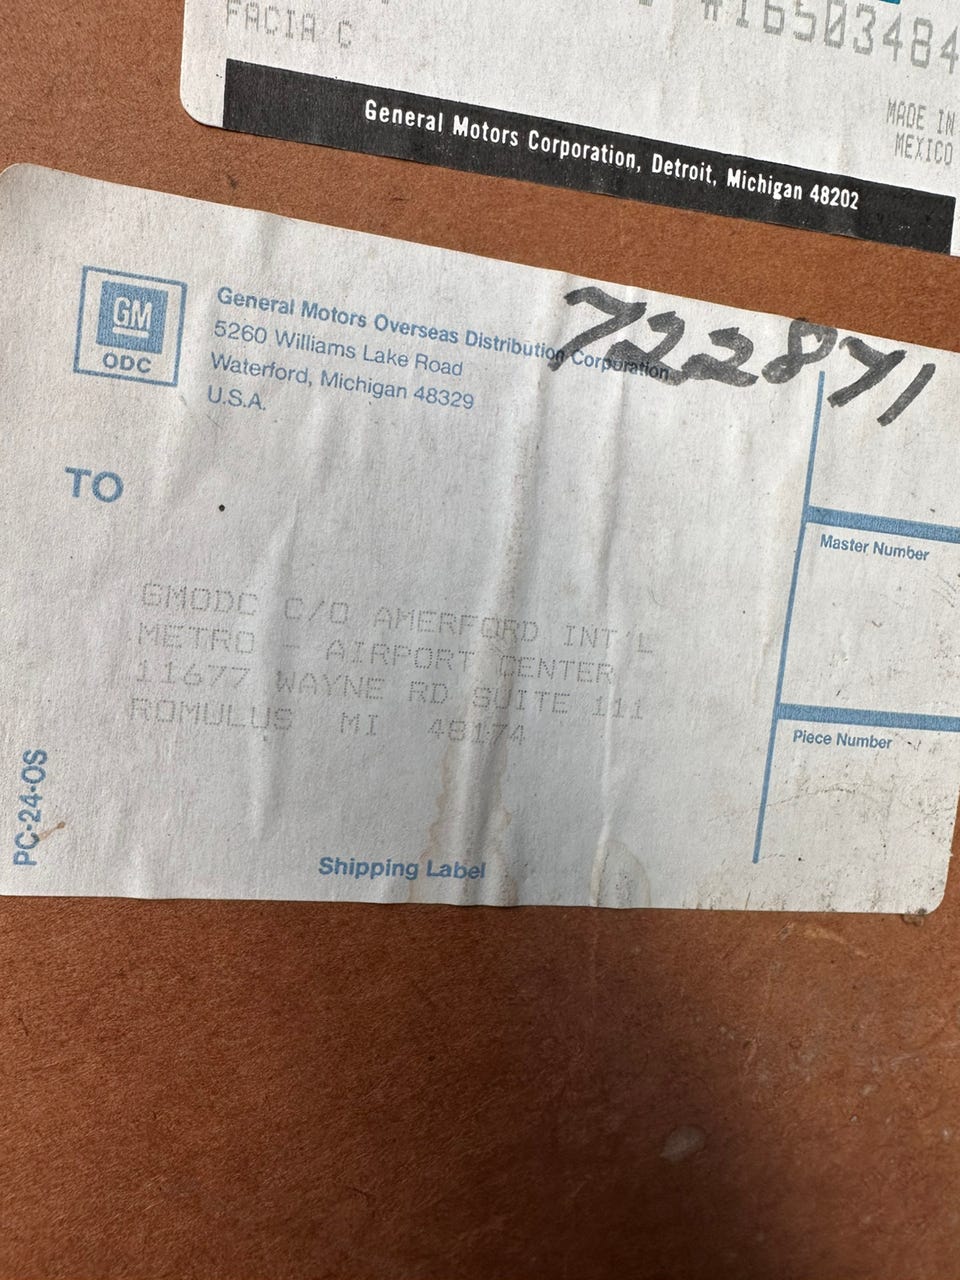 #16503484
FACIA C
MADE IN
MEXICO
General Motors Corporation, Detroit, Michigan 48202
GM
ODC
General Motors Overseas Distribution Corporation
5260 Williams Lake Road
Waterford, Michigan 48329
U.S.A.
722871
TO
Master Number
GMODC C/O AMERFORD INT'L
METRO - AIRPORT CENTER
11677 WAYNE RD SUITE 111
ROMULUS MI 48174
Piece Number
PC-24-OS
Shipping Label